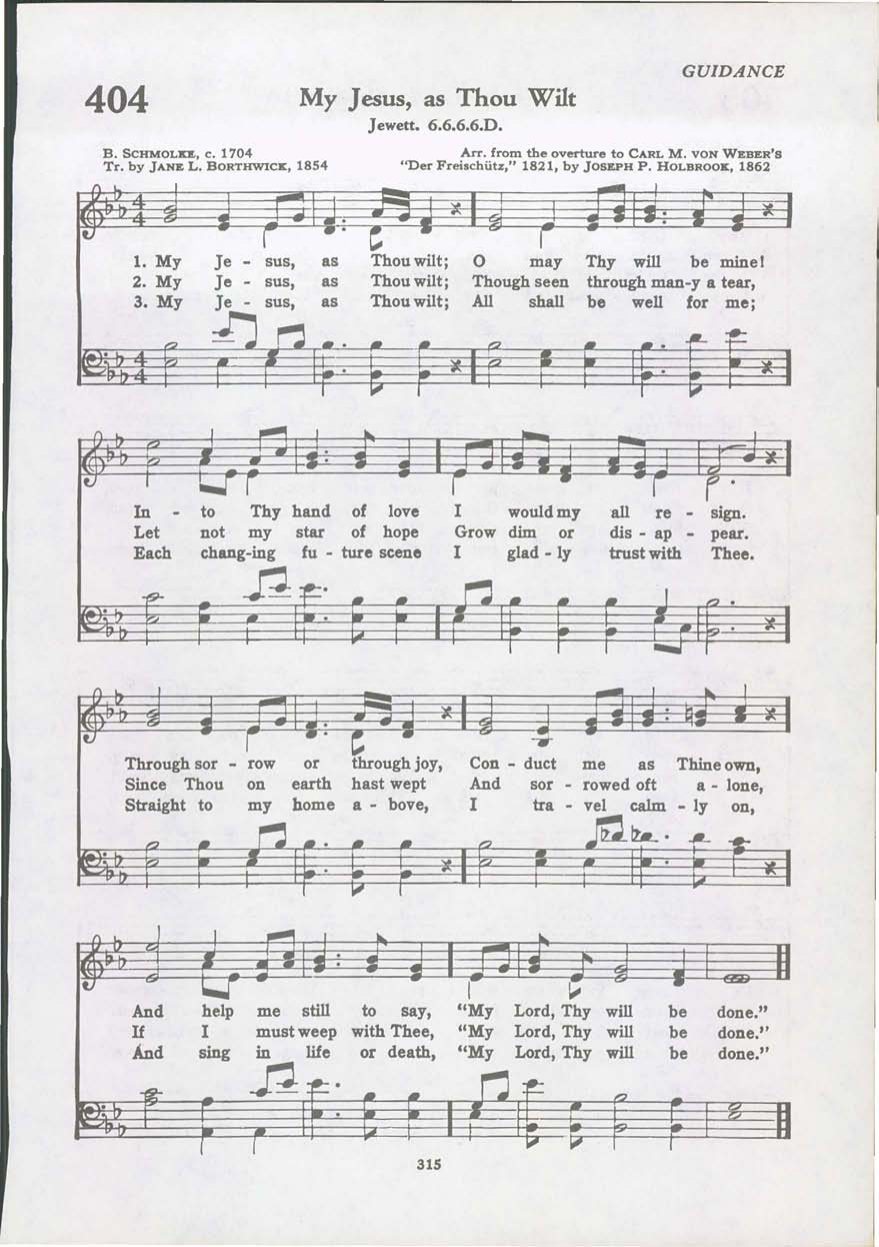 GUIDANCE
404
My Jesus, as Thou Wilt
Jewett. 6.6.6.6.D.
B. SCHMOLKE, c. 1704
Tr. by JANE L. BORTHWICK, 1854
Arr. from the overture to CARL M. VON WEBER'S
"Der Freischütz," 1821, by JOSEPH P. HOLBROOK, 1862
1. My Je - sus, as Thou wilt; O may Thy will be mine!
2. My Je - sus, as Thou wilt; Though seen through man-y a tear,
3. My Je - sus, as Thou wilt; All shall be well for me;
In - to Thy hand of love I would my all re - sign.
Let not my star of hope Grow dim or dis - ap - pear.
Each chang-ing fu - ture scene I glad - ly trust with Thee.
Through sor - row or through joy, Con - duct me as Thine own,
Since Thou on earth hast wept And sor - rowed oft a - lone,
Straight to my home a - bove, I tra - vel calm - ly on,
And help me still to say, "My Lord, Thy will be done."
If I must weep with Thee, "My Lord, Thy will be done."
And sing in life or death, "My Lord, Thy will be done."
315